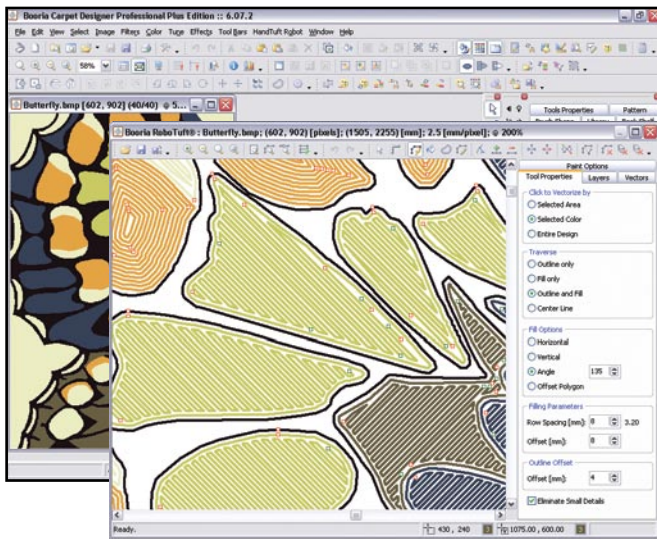 Booria Carpet Designer Professional Plus Edition :: 6.07.2
File Edit View Select Image Filters Color Tune Effects Tool Bars HandTuft Robot Window Help
58%
Butterfly.bmp [602, 902] (40/40) @ 5...
Tools Properties Pattern
Booria RoboTuft® : Butterfly.bmp; (602, 902) [pixels]; (1505, 2255) [mm]; 2.5 [mm/pixel]; @ 200%
Paint Options
Tool Properties Layers Vectors
Click to Vectorize by
Selected Area
Selected Color
Entire Design
Traverse
Outline only
Fill only
Outline and Fill
Center Line
Fill Options
Horizontal
Vertical
Angle 135
Offset Polygon
Filling Parameters
Row Spacing [mm]: 8 3.20
Offset [mm]: 8
Outline Offset
Offset [mm]: 4
Eliminate Small Details
Ready. 430 , 240 1075.00 , 600.00